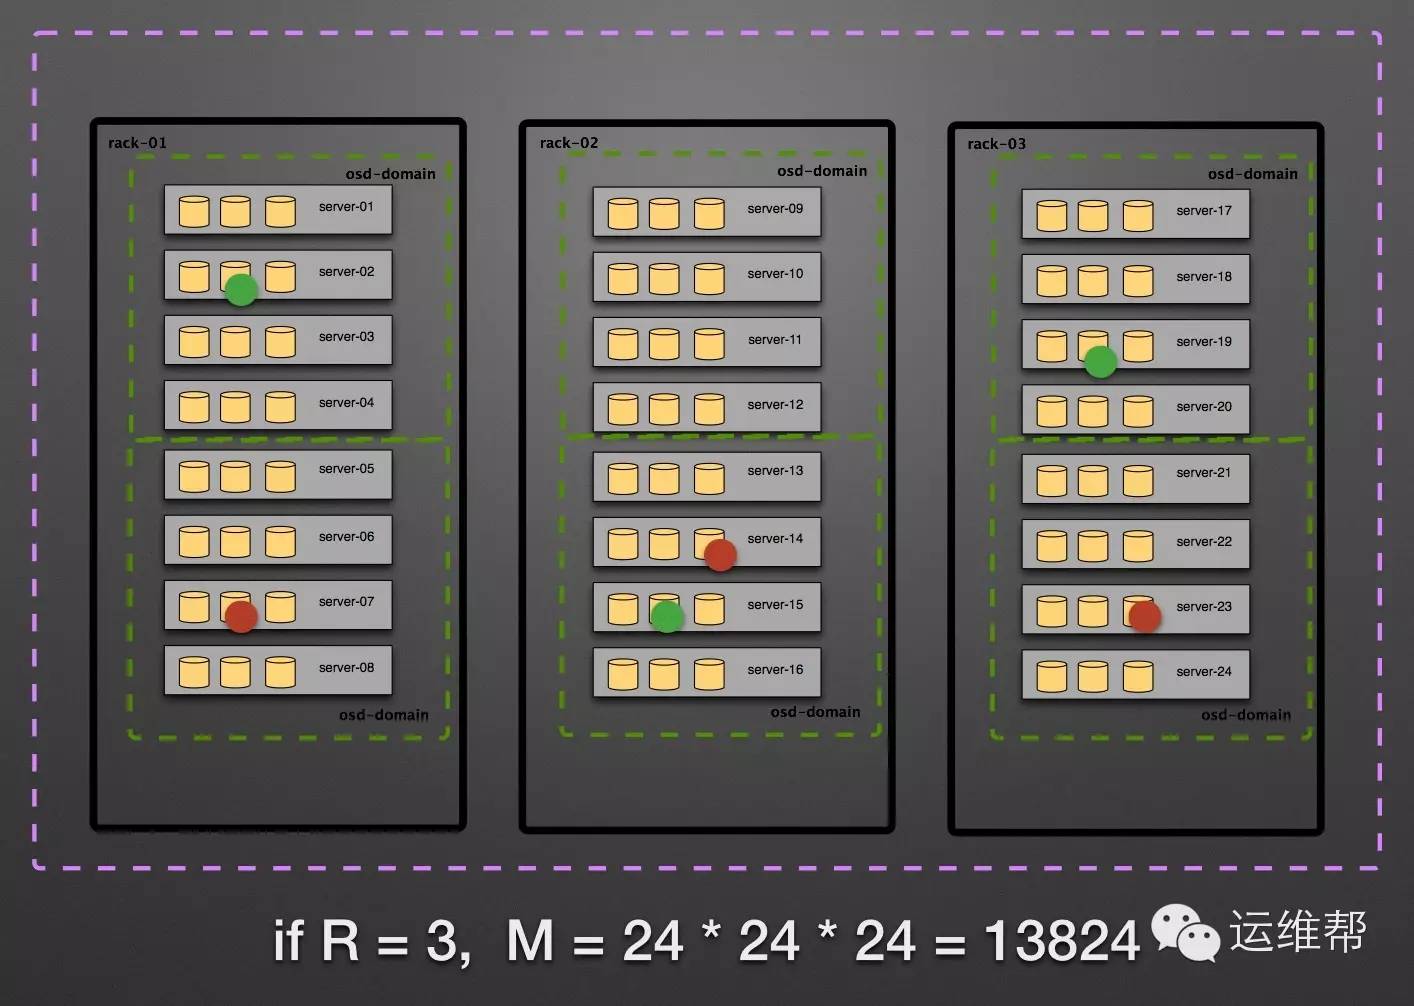 rack-01
osd-domain
server-01
server-02
server-03
server-04
server-05
server-06
server-07
server-08
osd-domain
rack-02
osd-domain
server-09
server-10
server-11
server-12
server-13
server-14
server-15
server-16
osd-domain
rack-03
osd-domain
server-17
server-18
server-19
server-20
server-21
server-22
server-23
server-24
osd-domain
if R = 3, M = 24 * 24 * 24 = 13824
运维帮